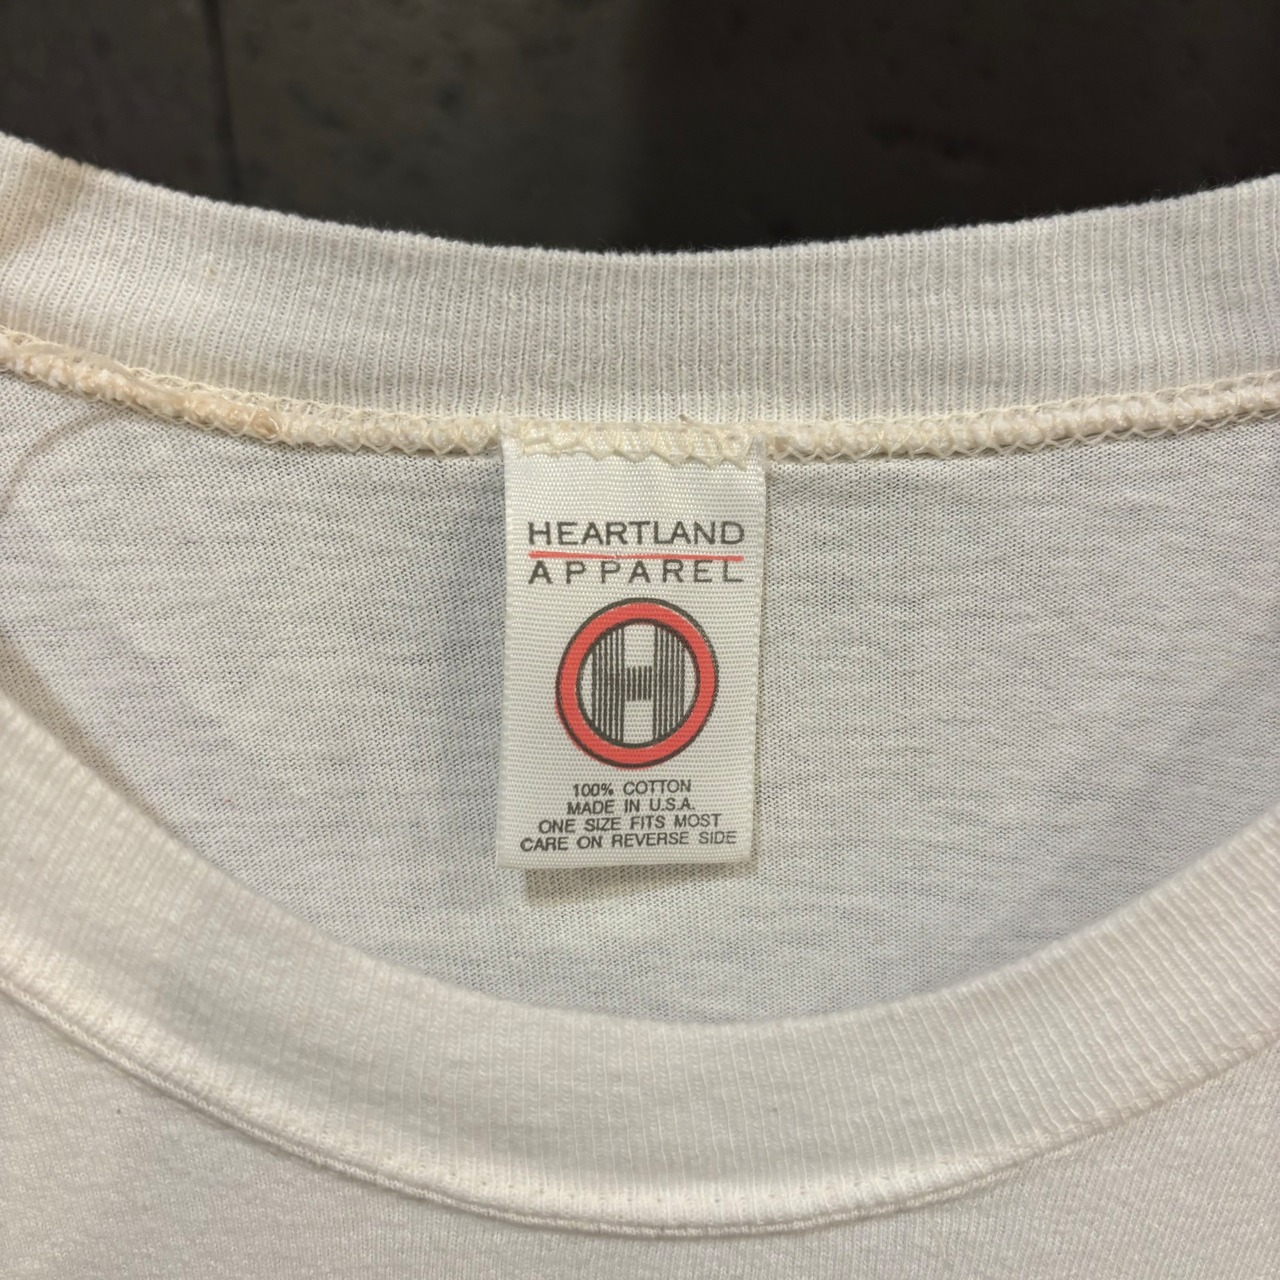 HEARTLAND
APPAREL
H
100% COTTON
MADE IN U.S.A.
ONE SIZE FITS MOST
CARE ON REVERSE SIDE